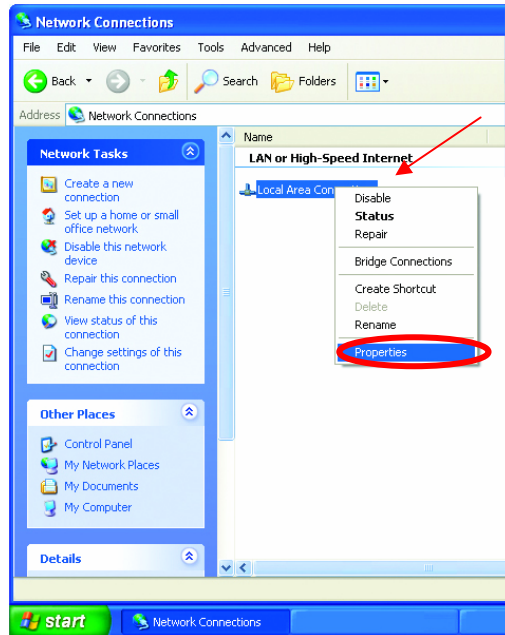 Network Connections
File Edit View Favorites Tools Advanced Help
Back Search Folders
Address Network Connections
Network Tasks
Create a new
connection
Set up a home or small
office network
Disable this network
device
Repair this connection
Rename this connection
View status of this
connection
Change settings of this
connection
Other Places
Control Panel
My Network Places
My Documents
My Computer
Details
Name
LAN or High-Speed Internet
Local Area
Disable
Status
Repair
Bridge Connections
Create Shortcut
Delete
Rename
Properties
start Network Connections